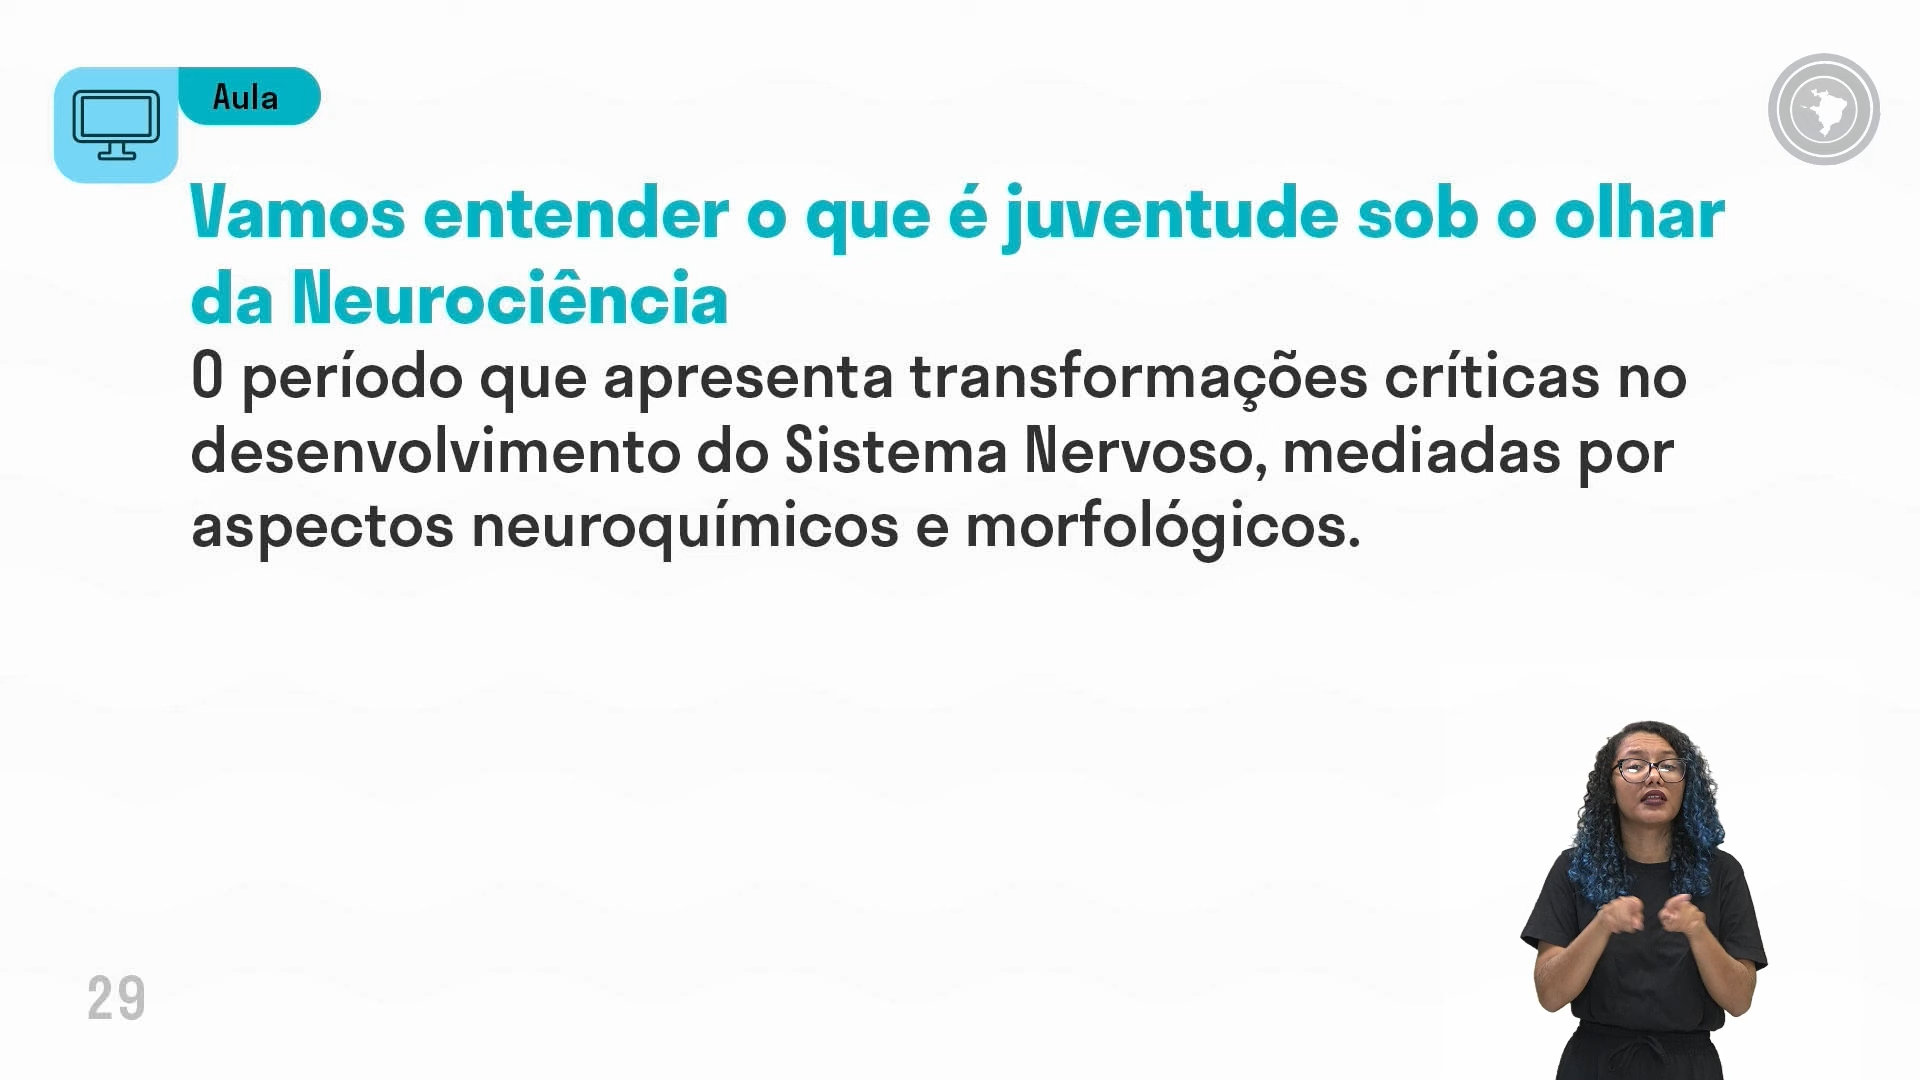 Aula
Vamos entender o que é juventude sob o olhar
da Neurociência
O período que apresenta transformações críticas no
desenvolvimento do Sistema Nervoso, mediadas por
aspectos neuroquímicos e morfológicos.
29